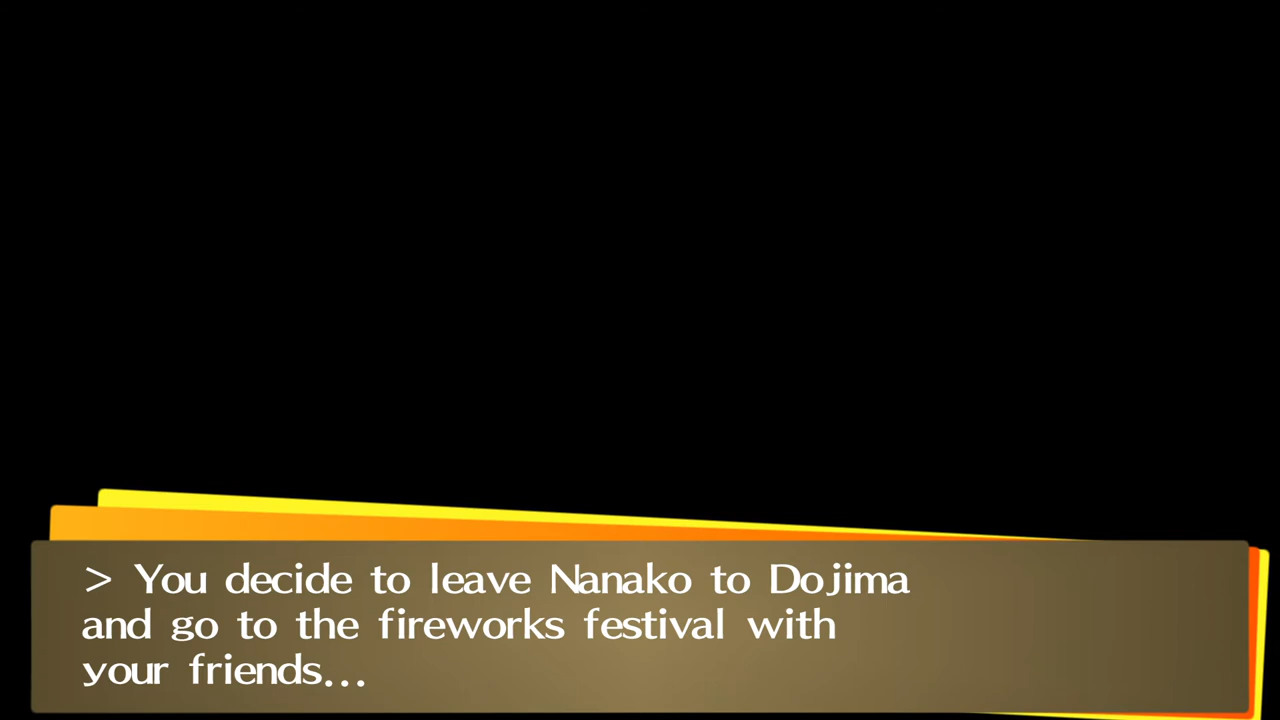 > You decide to leave Nanako to Dojima
and go to the fireworks festival with
your friends...